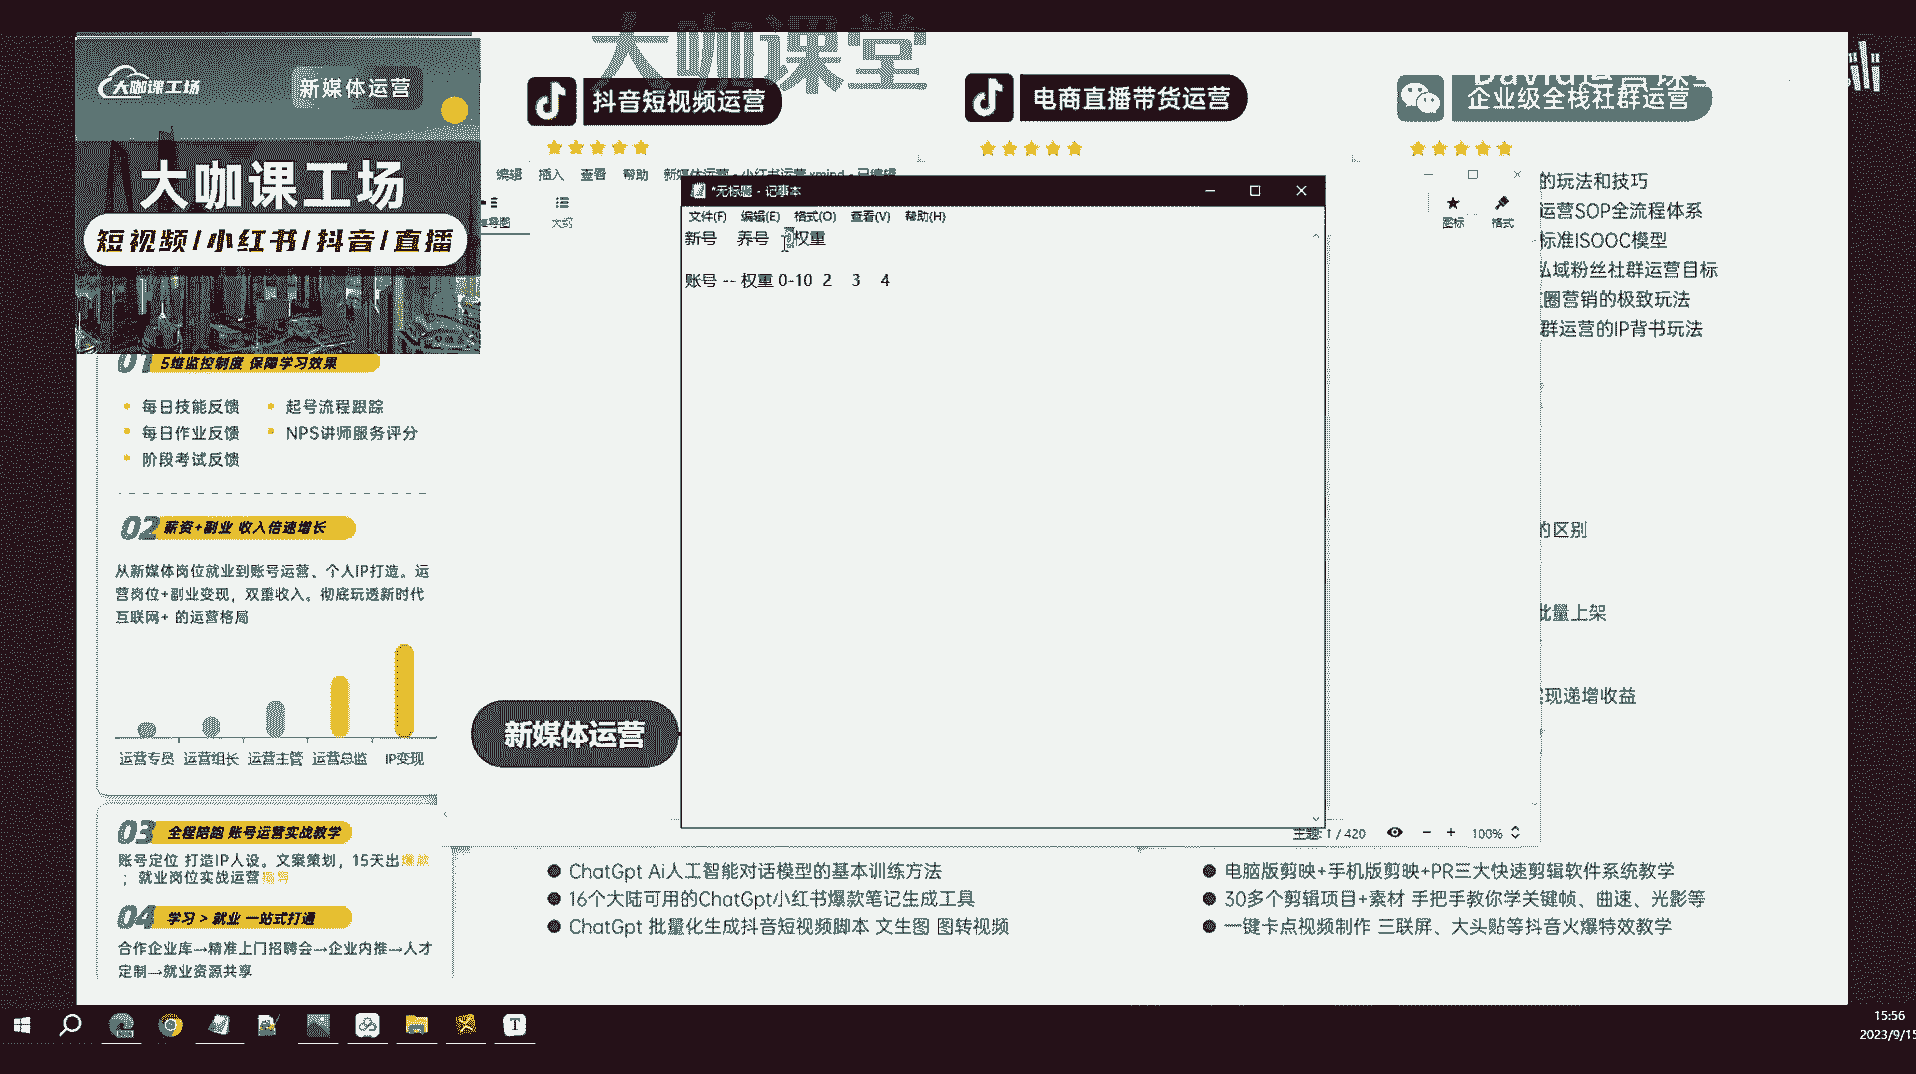 大咖课堂
大咖课工场
新媒体运营
大咖课工场
短视频/小红书/抖音/直播
抖音短视频运营
电商直播带货运营
企业级全栈社群运营
编辑 插入 查看 帮助 新媒体运营 - 小红书运营.xmind - 已编辑
大纲
图标 格式
*无标题 - 记事本
文件(F) 编辑(E) 格式(O) 查看(V) 帮助(H)
新号 养号 权重
账号 -- 权重 0-10 2 3 4
的玩法和技巧
运营SOP全流程体系
标准ISOOC模型
私域粉丝社群运营目标
圈营销的极致玩法
群运营的IP背书玩法
的区别
批量上架
实现递增收益
01 5维监控制度 保障学习效果
每日技能反馈 起号流程跟踪
每日作业反馈 NPS讲师服务评分
阶段考试反馈
02 薪资+副业 收入倍速增长
从新媒体岗位就业到账号运营、个人IP打造。运
营岗位+副业变现，双重收入。彻底玩透新时代
互联网+ 的运营格局
运营专员 运营组长 运营主管 运营总监 IP变现
新媒体运营
03 全程陪跑 账号运营实战教学
账号定位 打造IP人设。文案策划，15天出爆款
；就业岗位实战运营
04 学习 > 就业 一站式打通
合作企业库→精准上门招聘会→企业内推→人才
定制→就业资源共享
主题: 1 / 420 100%
ChatGpt Ai人工智能对话模型的基本训练方法
16个大陆可用的ChatGpt小红书爆款笔记生成工具
ChatGpt 批量化生成抖音短视频脚本 文生图 图转视频
电脑版剪映+手机版剪映+PR三大快速剪辑软件系统教学
30多个剪辑项目+素材 手把手教你学关键帧、曲速、光影等
一键卡点视频制作 三联屏、大头贴等抖音火爆特效教学
15:56
2023/9/15